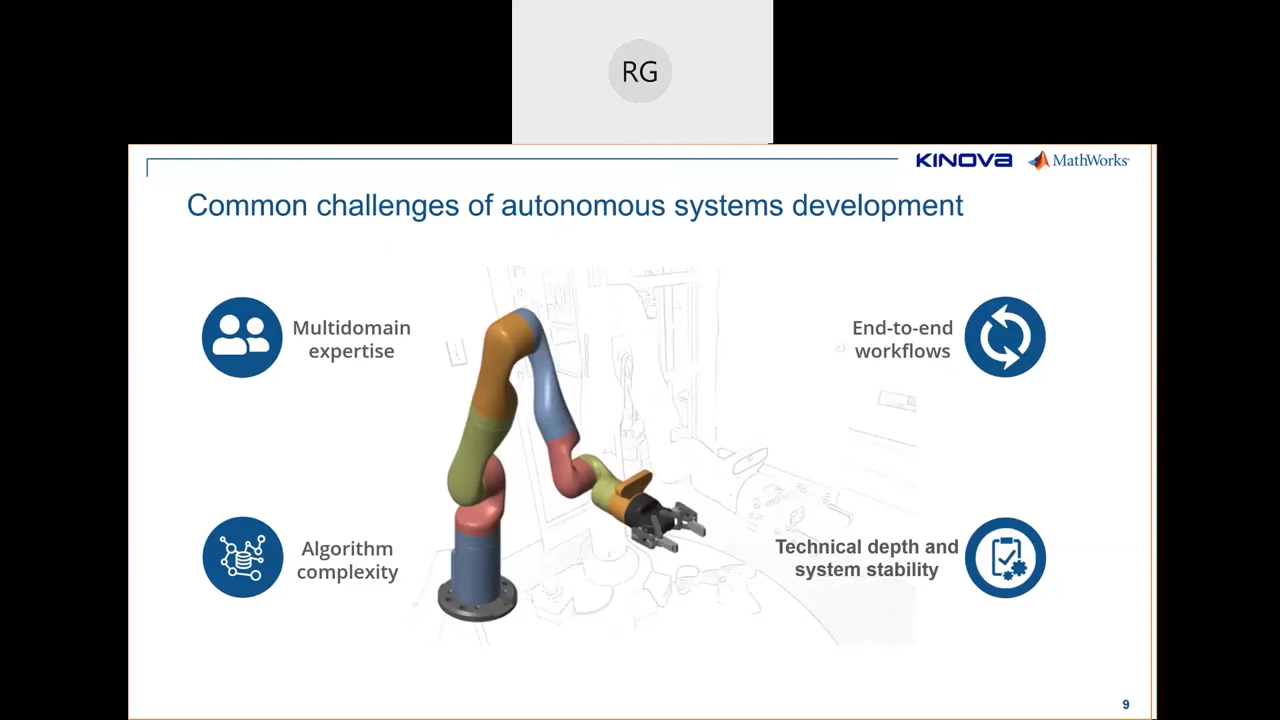 RG
KINOVA MathWorks
Common challenges of autonomous systems development
Multidomain
expertise
End-to-end
workflows
Algorithm
complexity
Technical depth and
system stability
9